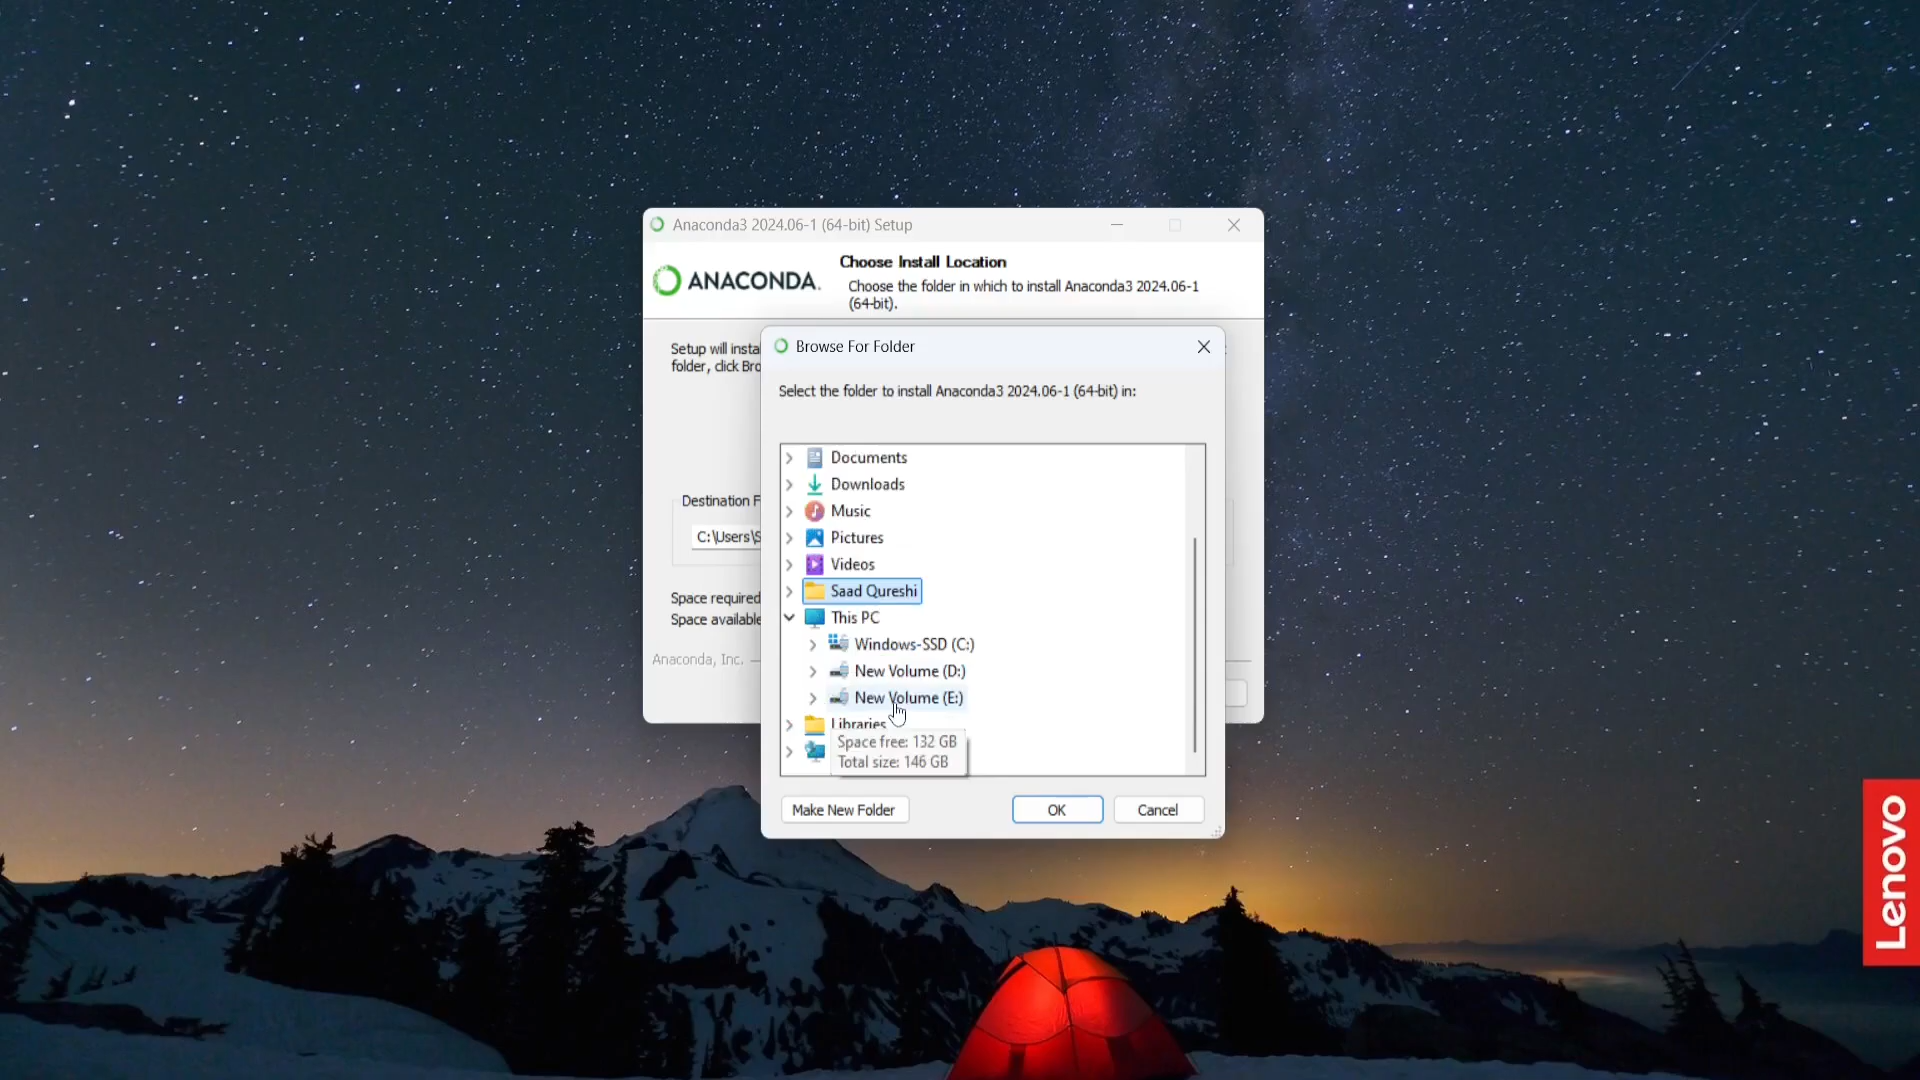 Anaconda3 2024.06-1 (64-bit) Setup
ANACONDA.
Choose Install Location
Choose the folder in which to install Anaconda3 2024.06-1
(64-bit).
Setup will insta
folder, click Bro
Browse For Folder
Select the folder to install Anaconda3 2024.06-1 (64-bit) in:
Documents
Downloads
Music
Pictures
Videos
Saad Qureshi
This PC
Windows-SSD (C:)
New Volume (D:)
New Volume (E:)
Libraries
Space free: 132 GB
Total size: 146 GB
Destination F
C:\Users\S
Space required
Space available
Anaconda, Inc.
Make New Folder
OK
Cancel
Lenovo